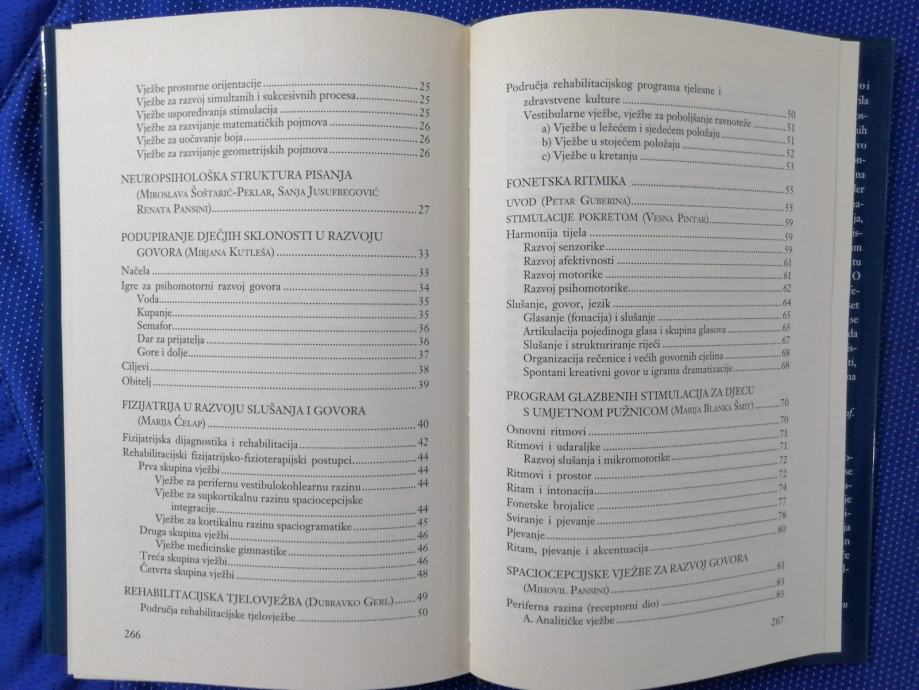 Vježbe prostorne orijentacije 25
Vježbe za razvoj simultanih i sukcesivnih procesa 25
Vježbe uspoređivanja stimulacija 25
Vježbe za razvijanje matematičkih pojmova 26
Vježbe za uočavanje boja 26
Vježbe za razvijanje geometrijskih pojmova 26
NEUROPSIHOLOŠKA STRUKTURA PISANJA
(Miroslava Šoštarić-Peklar, Sanja Jusufbegović
Renata Pansini) 27
PODUPIRANJE DJEČJIH SKLONOSTI U RAZVOJU
GOVORA (Mirjana Kutleša) 33
Načela 33
Igre za psihomotorni razvoj govora 34
Voda 35
Kupanje 35
Semafor 36
Dar za prijatelja 36
Gore i dolje 37
Ciljevi 38
Obitelj 39
FIZIJATRIJA U RAZVOJU SLUŠANJA I GOVORA
(Marija Ćelap) 40
Fizijatrijska dijagnostika i rehabilitacija 42
Rehabilitacijski fizijatrijsko-fizioterapijski postupci 44
Prva skupina vježbi 44
Vježbe za perifernu vestibulokohlearnu razinu 44
Vježbe za supkortikalnu razinu spaciocepcijske
integracije 44
Vježbe za kortikalnu razinu spaciogramatike 45
Druga skupina vježbi 46
Vježbe medicinske gimnastike 46
Treća skupina vježbi 46
Četvrta skupina vježbi 48
REHABILITACIJSKA TJELOVJEŽBA (Dubravko Gerl) 49
Područja rehabilitacijske tjelovježbe 50
266
Područja rehabilitacijskog programa tjelesne i
zdravstvene kulture 50
Vestibularne vježbe, vježbe za poboljšanje ravnoteže 51
a) Vježbe u ležećem i sjedećem položaju 51
b) Vježbe u stojećem položaju 52
c) Vježbe u kretanju 53
FONETSKA RITMIKA 55
UVOD (Petar Guberina) 55
STIMULACIJE POKRETOM (Vesna Pintar) 59
Harmonija tijela 59
Razvoj senzorike 59
Razvoj afektivnosti 61
Razvoj motorike 61
Razvoj psihomotorike 62
Slušanje, govor, jezik 64
Glasanje (fonacija) i slušanje 65
Artikulacija pojedinoga glasa i skupina glasova 65
Slušanje i strukturiranje riječi 67
Organizacija rečenice i većih govornih cjelina 68
Spontani kreativni govor u igrama dramatizacije 68
PROGRAM GLAZBENIH STIMULACIJA ZA DJECU
S UMJETNOM PUŽNICOM (Marija Blanka Šmit) 70
Osnovni ritmovi 70
Ritmovi i udaraljke 71
Razvoj slušanja i mikromotorike 71
Ritmovi i prostor 72
Ritam i intonacija 72
Fonetske brojalice 74
Sviranje i pjevanje 77
Pjevanje 78
Ritam, pjevanje i akcentuacija 80
SPACIOCEPCIJSKE VJEŽBE ZA RAZVOJ GOVORA
(Mihovil Pansini) 81
Periferna razina (receptorni dio) 83
A. Analitičke vježbe 83
267